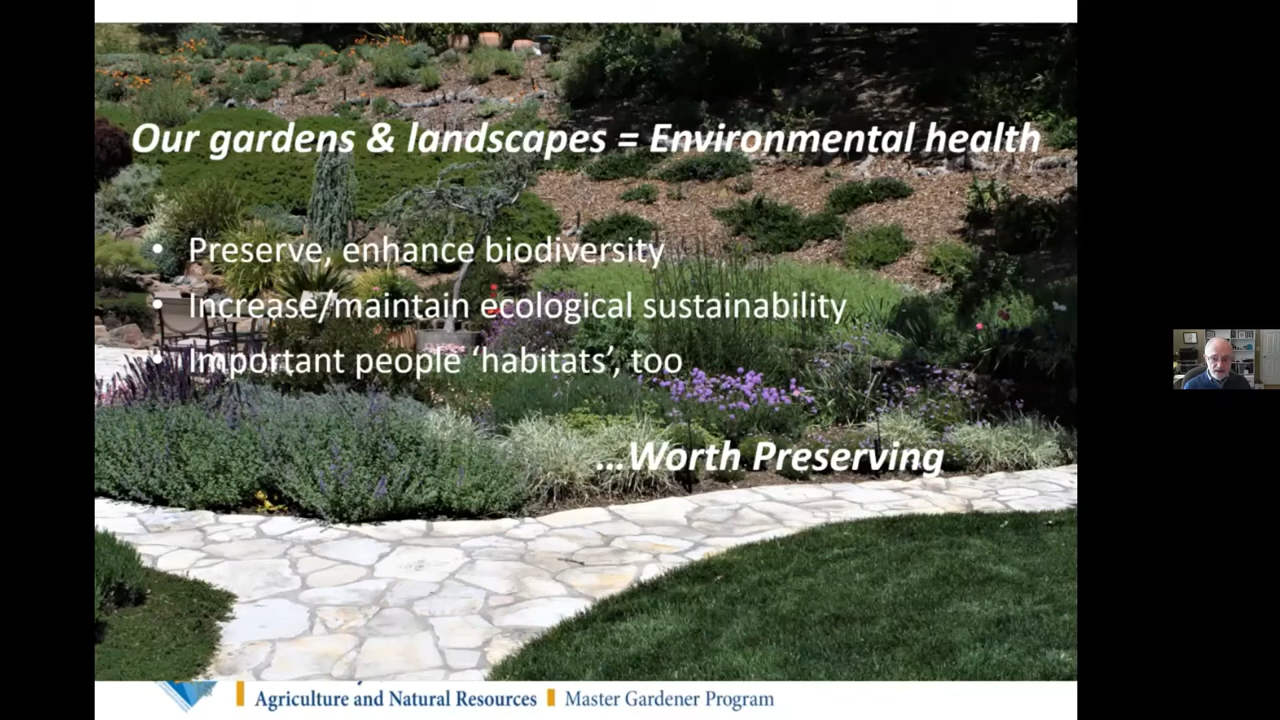 Our gardens & landscapes = Environmental health
• Preserve, enhance biodiversity
• Increase/maintain ecological sustainability
• Important people ‘habitats’, too
...Worth Preserving
Agriculture and Natural Resources | Master Gardener Program